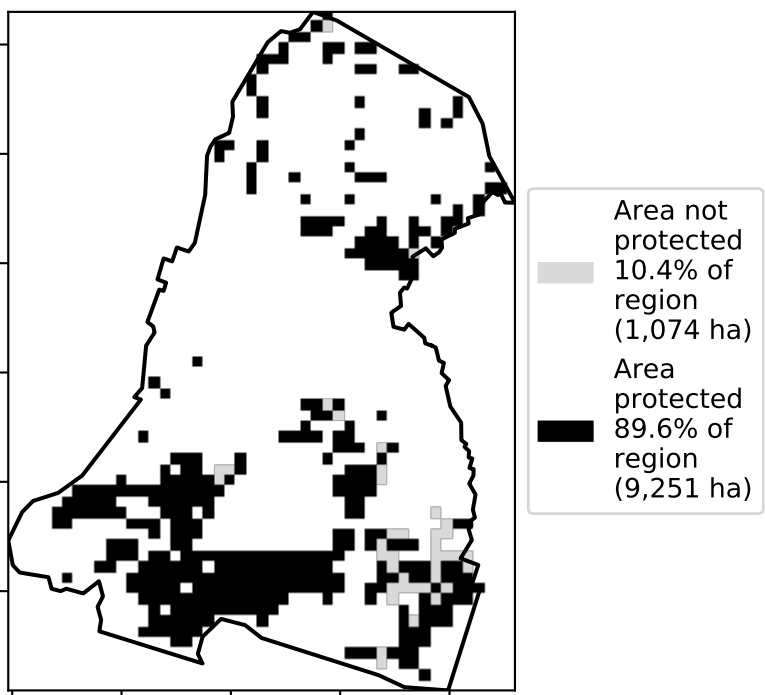 Area not
protected
10.4% of
region
(1,074 ha)
Area
protected
89.6% of
region
(9,251 ha)